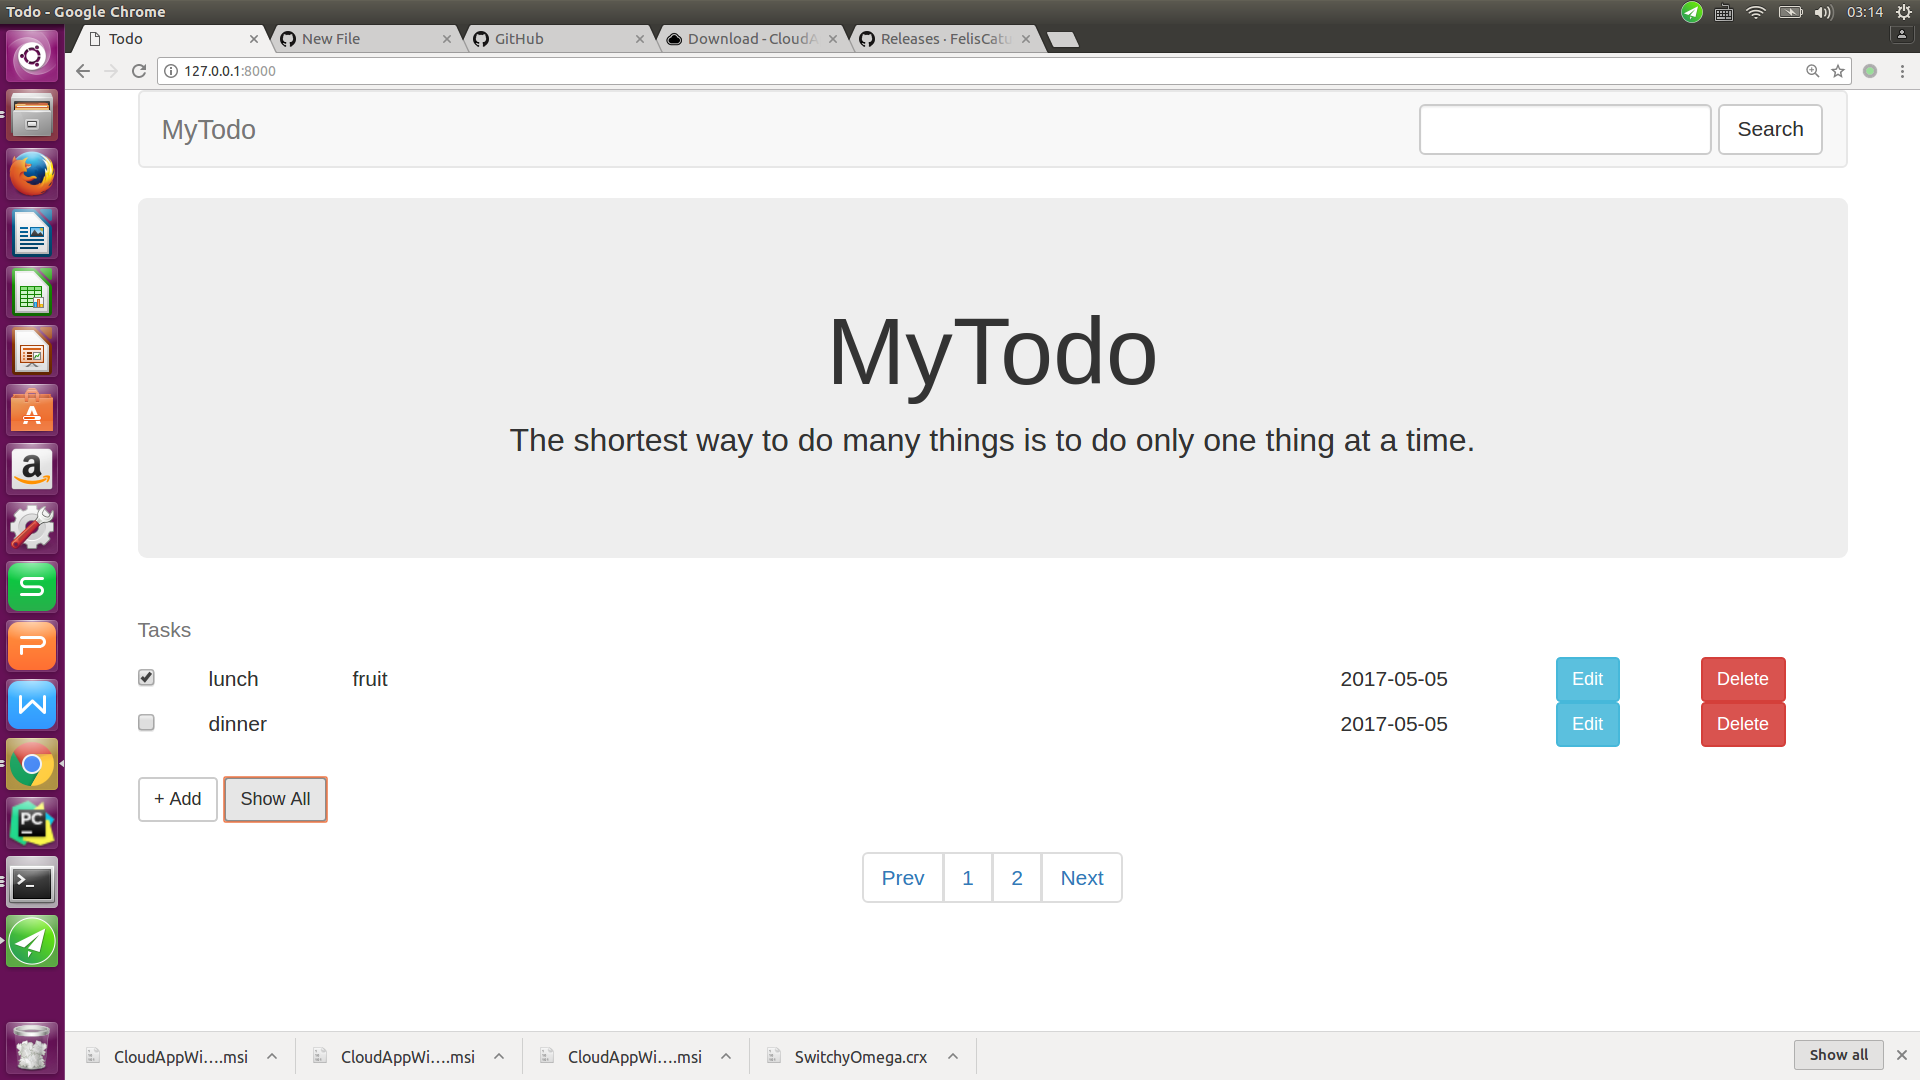 Todo - Google Chrome
03:14
Todo
New File
GitHub
Download - CloudA
Releases · FelisCatu
127.0.0.1:8000
MyTodo
Search
MyTodo
The shortest way to do many things is to do only one thing at a time.
Tasks
lunch fruit 2017-05-05 Edit Delete
dinner 2017-05-05 Edit Delete
+ Add Show All
Prev 1 2 Next
CloudAppWi....msi CloudAppWi....msi CloudAppWi....msi SwitchyOmega.crx Show all